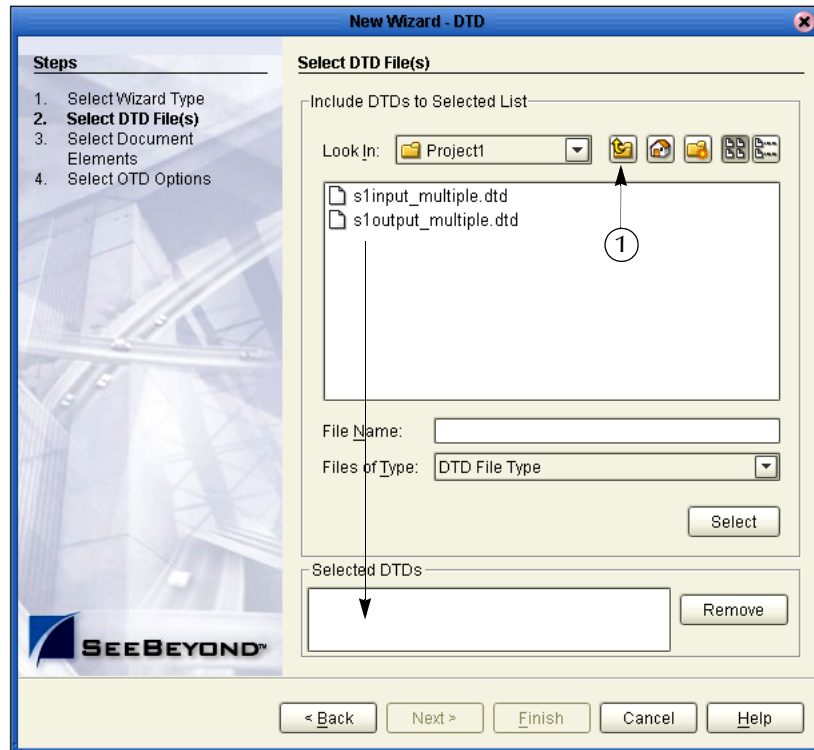 New Wizard - DTD
Steps
1. Select Wizard Type
2. Select DTD File(s)
3. Select Document
Elements
4. Select OTD Options
SEEBEYOND™
Select DTD File(s)
Include DTDs to Selected List
Look In: Project1
s1input_multiple.dtd
s1output_multiple.dtd
1
File Name:
Files of Type: DTD File Type
Select
Selected DTDs
Remove
< Back Next > Finish Cancel Help